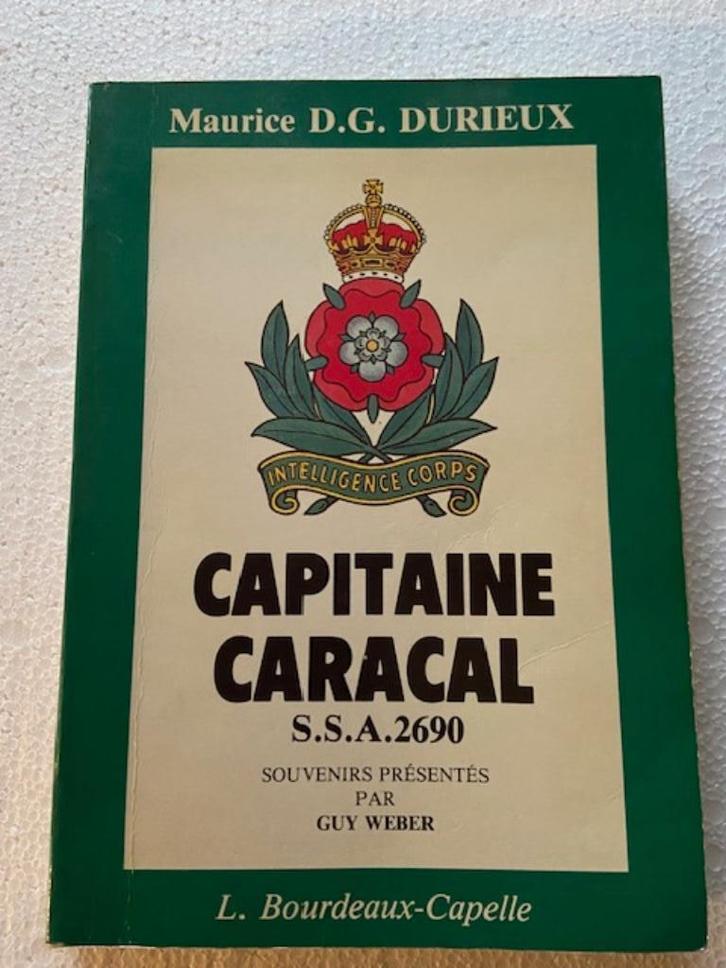 Maurice D.G. DURIEUX
INTELLIGENCE CORPS
CAPITAINE
CARACAL
S.S.A.2690
SOUVENIRS PRÉSENTÉS
PAR
GUY WEBER
L. Bourdeaux-Capelle